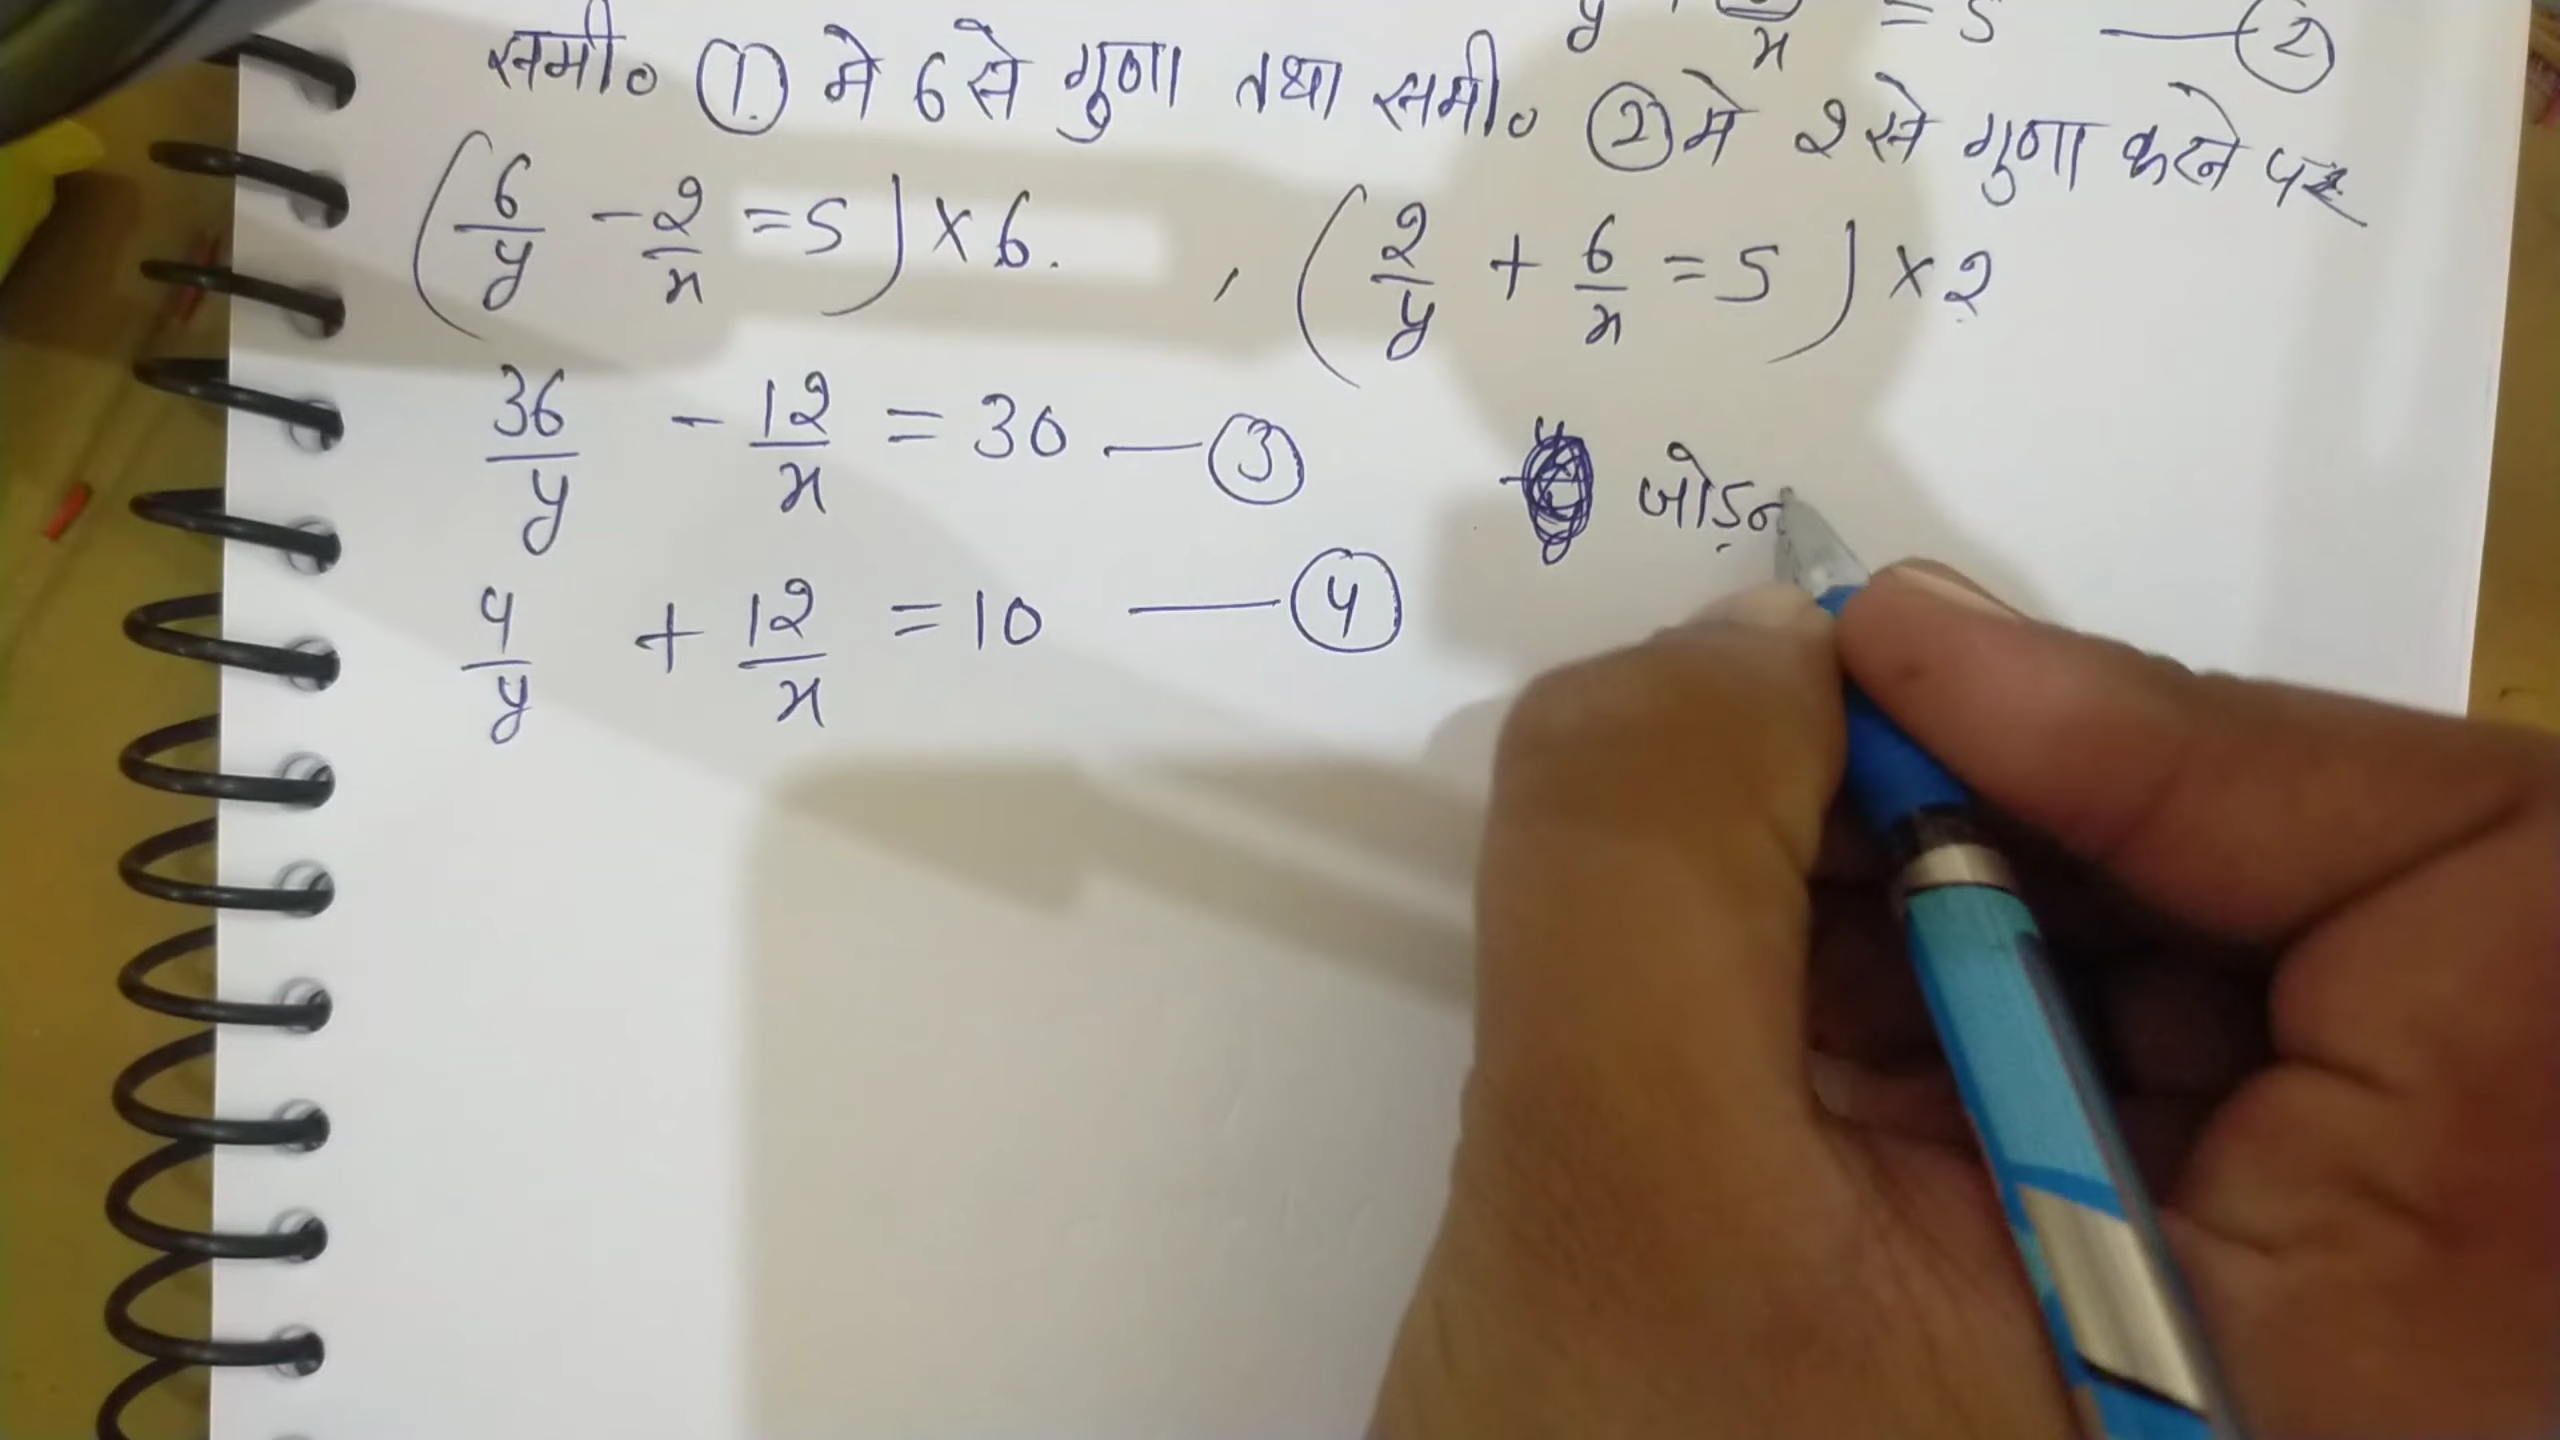 y x = 5 — (2)
समी० (1) मे 6 से गुणा तथा समी० (2) मे 2 से गुणा करने पर
(6/y - 2/x = 5) × 6. , (2/y + 6/x = 5) × 2
36/y - 12/x = 30 — (3)
जोडन
4/y + 12/x = 10 — (4)